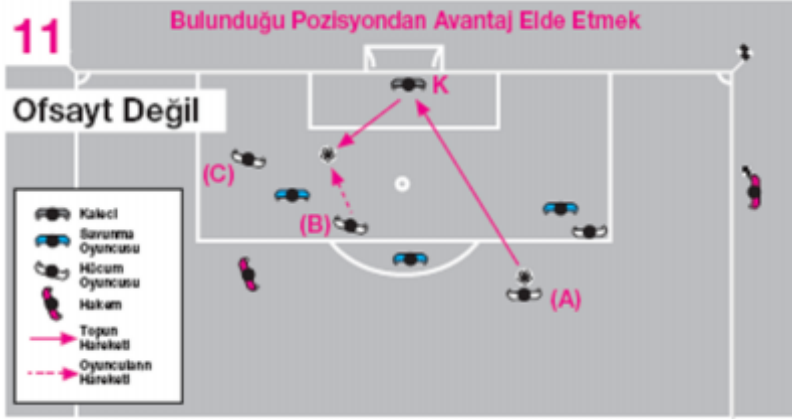 11
Bulunduğu Pozisyondan Avantaj Elde Etmek
Ofsayt Değil
K
(C)
(B)
(A)
Kaleci
Savunma
Oyuncusu
Hücum
Oyuncusu
Hakem
Topun
Hareketi
Oyuncuların
Hareketi